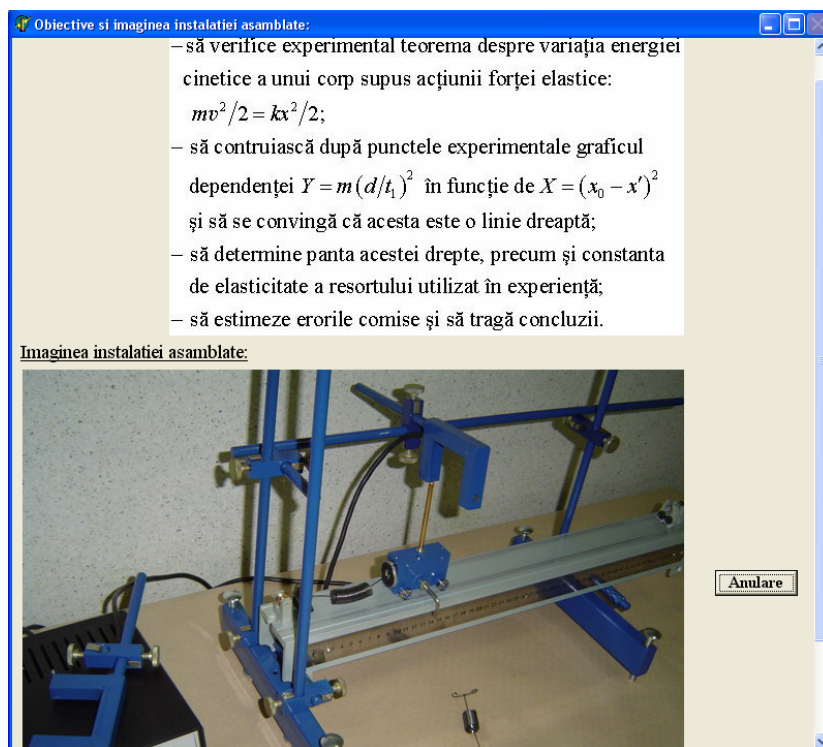 Obiective si imaginea instalatiei asamblate:
– să verifice experimental teorema despre variația energiei
cinetice a unui corp supus acțiunii forței elastice:
mv²/2 = kx²/2;
– să contruiască după punctele experimentale graficul
dependenței Y = m(d/t₁)² în funcție de X = (x₀ – x′)²
și să se convingă că acesta este o linie dreaptă;
– să determine panta acestei drepte, precum și constanta
de elasticitate a resortului utilizat în experiență;
– să estimeze erorile comise și să tragă concluzii.
Imaginea instalatiei asamblate:
Anulare